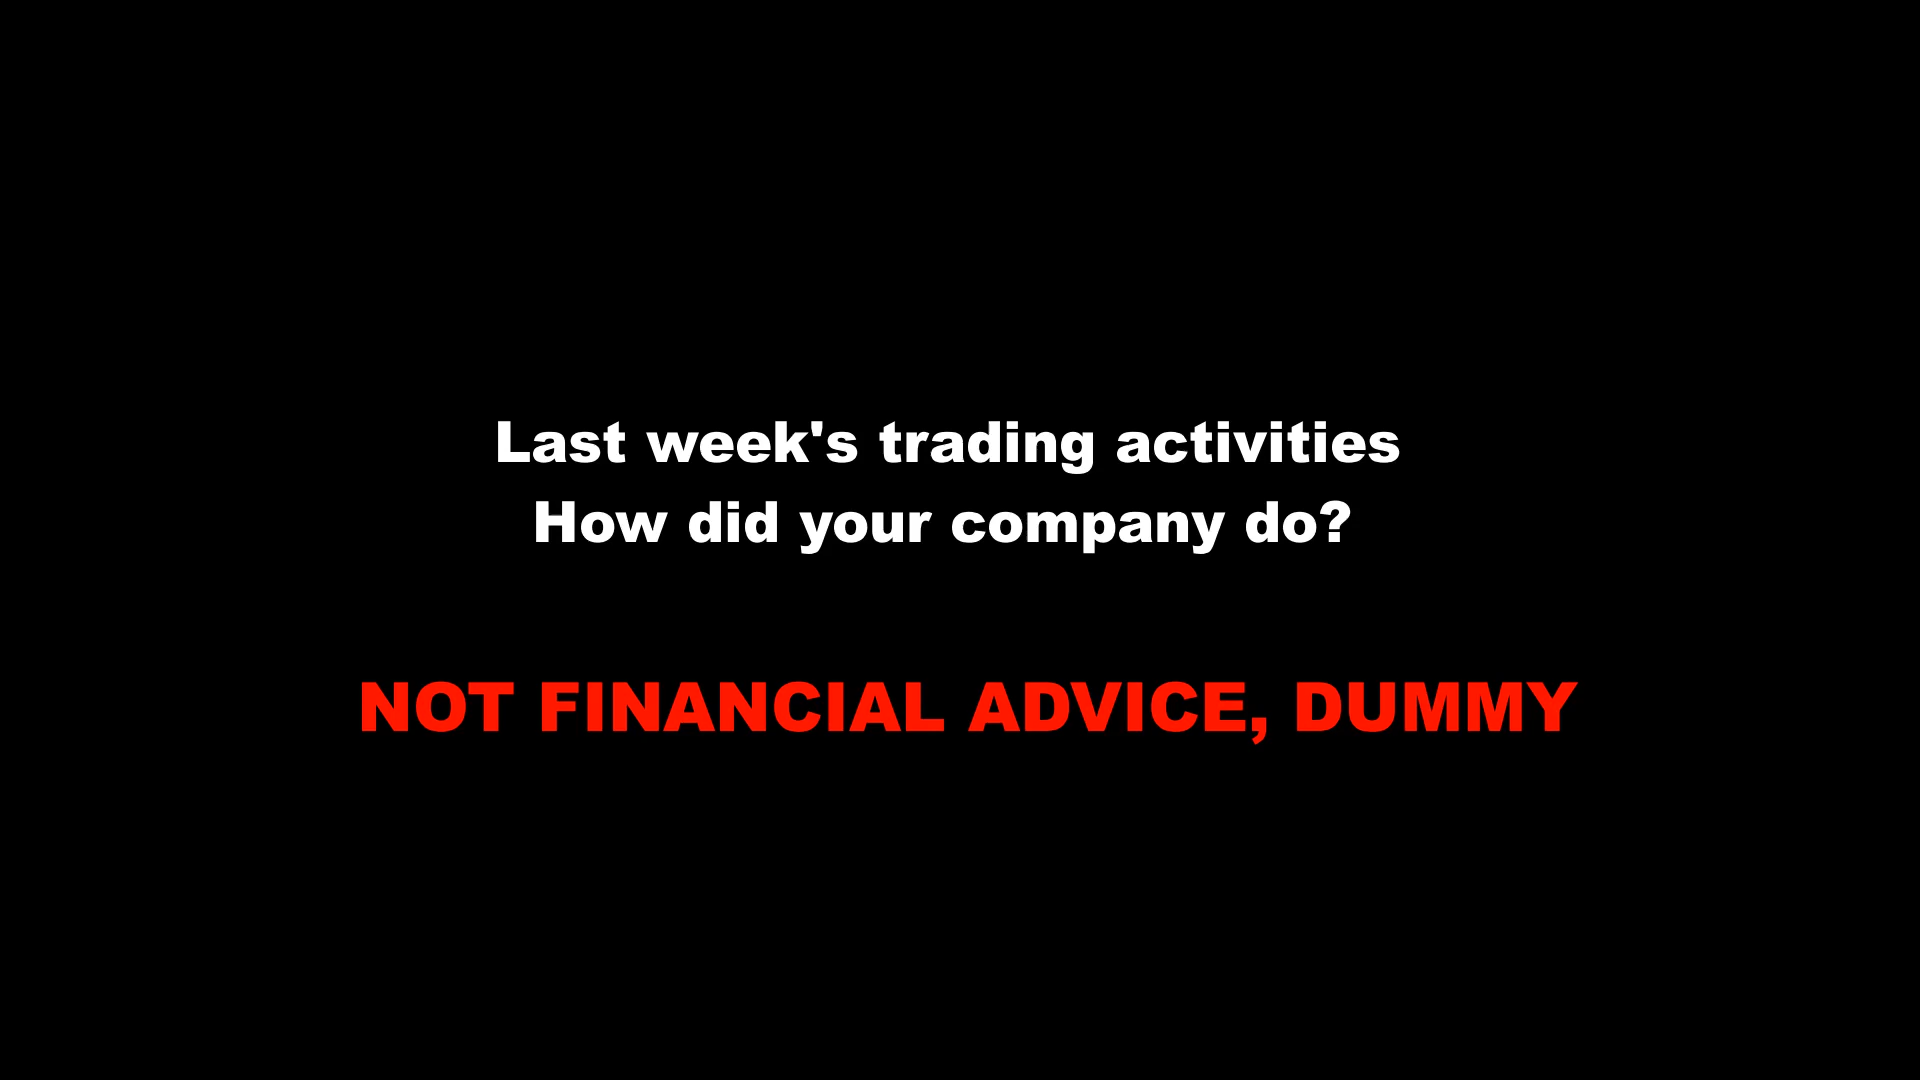 Last week's trading activities
How did your company do?
NOT FINANCIAL ADVICE, DUMMY